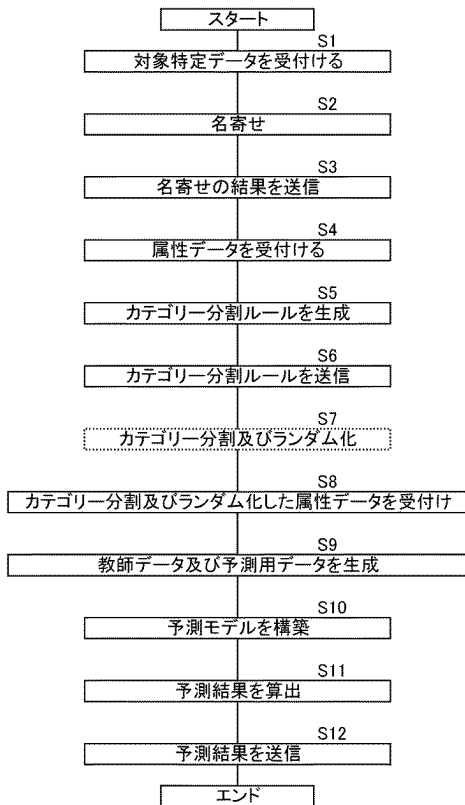 スタート
S1
対象特定データを受付ける
S2
名寄せ
S3
名寄せの結果を送信
S4
属性データを受付ける
S5
カテゴリー分割ルールを生成
S6
カテゴリー分割ルールを送信
S7
カテゴリー分割及びランダム化
S8
カテゴリー分割及びランダム化した属性データを受付け
S9
教師データ及び予測用データを生成
S10
予測モデルを構築
S11
予測結果を算出
S12
予測結果を送信
エンド